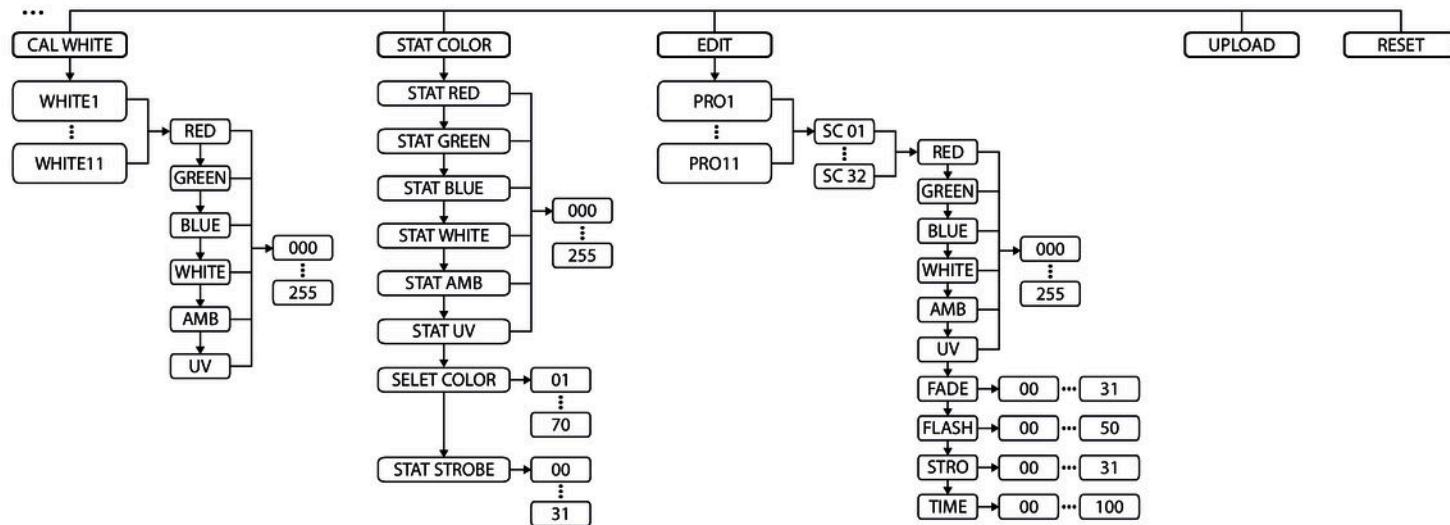 ...
CAL WHITE
WHITE1
WHITE11
RED
GREEN
BLUE
WHITE
AMB
UV
000
255
STAT COLOR
STAT RED
STAT GREEN
STAT BLUE
STAT WHITE
STAT AMB
STAT UV
000
255
SELET COLOR
01
70
STAT STROBE
00
31
EDIT
PRO1
PRO11
SC 01
SC 32
RED
GREEN
BLUE
WHITE
AMB
UV
000
255
FADE 00 ... 31
FLASH 00 ... 50
STRO 00 ... 31
TIME 00 ... 100
UPLOAD
RESET